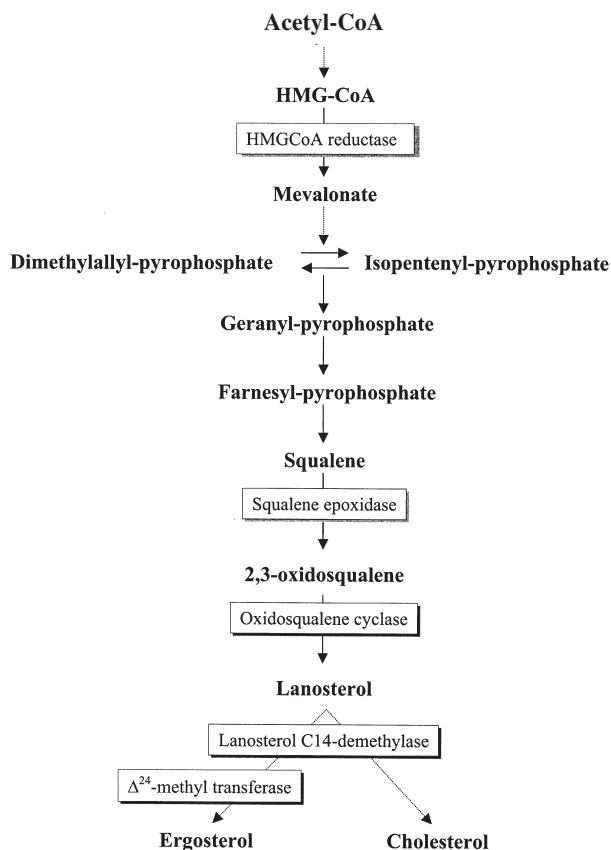 Acetyl-CoA
HMG-CoA
HMGCoA reductase
Mevalonate
Dimethylallyl-pyrophosphate
Isopentenyl-pyrophosphate
Geranyl-pyrophosphate
Farnesyl-pyrophosphate
Squalene
Squalene epoxidase
2,3-oxidosqualene
Oxidosqualene cyclase
Lanosterol
Lanosterol C14-demethylase
Δ²⁴-methyl transferase
Ergosterol
Cholesterol